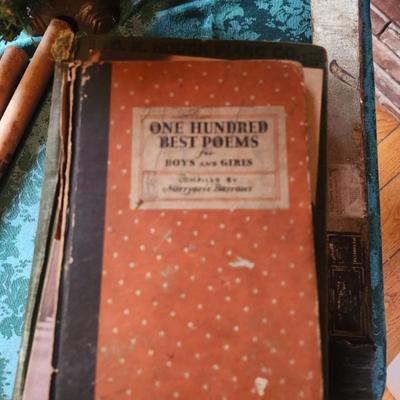 ONE HUNDRED
BEST POEMS
for
BOYS AND GIRLS
COMPILED BY
Marjorie Barrows